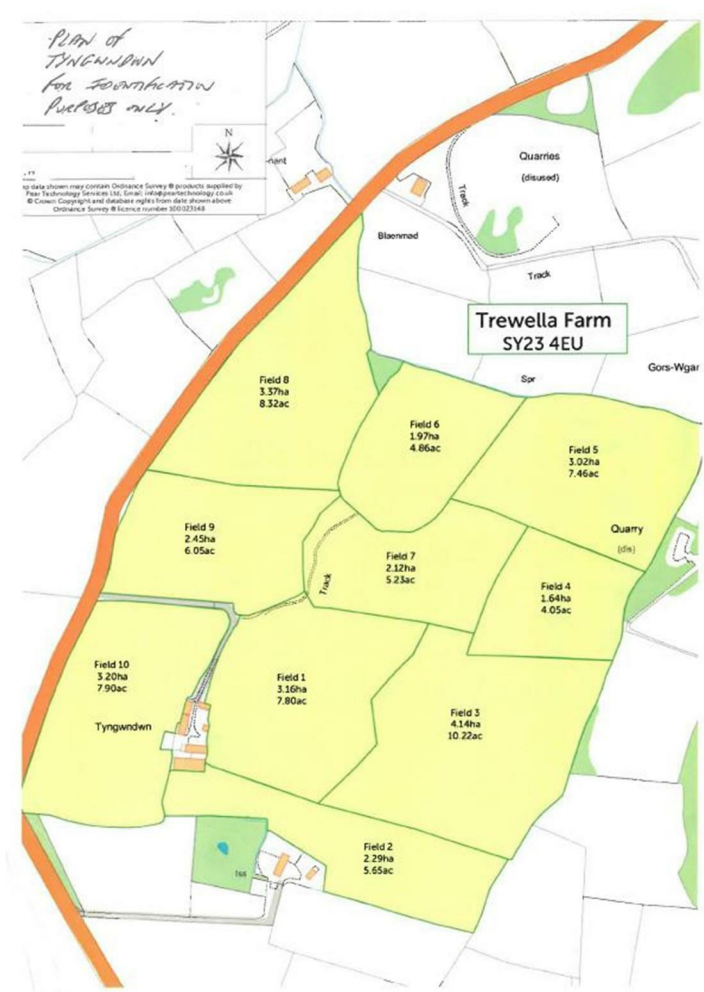 PLAN OF
TYNGWNDWN
FOR IDENTIFICATION
PURPOSES ONLY.
N
data shown may contain Ordnance Survey ® products supplied by
Pear Technology Services Ltd. Email: info@peartechnology.co.uk
© Crown Copyright and database rights from date shown above
Ordnance Survey ® licence number 100023148
nant
Quarries
(disused)
Track
Blaenmad
Track
Trewella Farm
SY23 4EU
Spr
Gors-Wgar
Field 8
3.37ha
8.32ac
Field 6
1.97ha
4.86ac
Field 5
3.02ha
7.46ac
Field 9
2.45ha
6.05ac
Quarry
(dis)
Field 7
2.12ha
5.23ac
Track
Field 4
1.64ha
4.05ac
Field 10
3.20ha
7.90ac
Field 1
3.16ha
7.80ac
Tyngwndwn
Field 3
4.14ha
10.22ac
Field 2
2.29ha
5.65ac
Iss